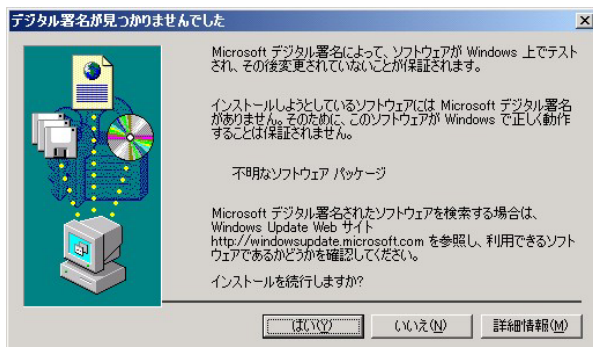 デジタル署名が見つかりませんでした
Microsoft デジタル署名によって、ソフトウェアが Windows 上でテスト
され、その後変更されていないことが保証されます。
インストールしようとしているソフトウェアには Microsoft デジタル署名
がありません。そのために、このソフトウェアが Windows で正しく動作
することは保証されません。
不明なソフトウェア パッケージ
Microsoft デジタル署名されたソフトウェアを検索する場合は、
Windows Update Web サイト
http://windowsupdate.microsoft.com を参照し、利用できるソフト
ウェアであるかどうかを確認してください。
インストールを続行しますか?
はい(Y) いいえ(N) 詳細情報(M)